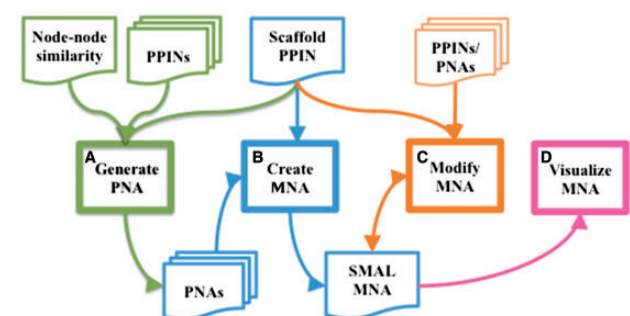 Node-node
similarity
PPINs
Scaffold
PPIN
PPINs/
PNAs
A
Generate
PNA
B
Create
MNA
C
Modify
MNA
D
Visualize
MNA
PNAs
SMAL
MNA